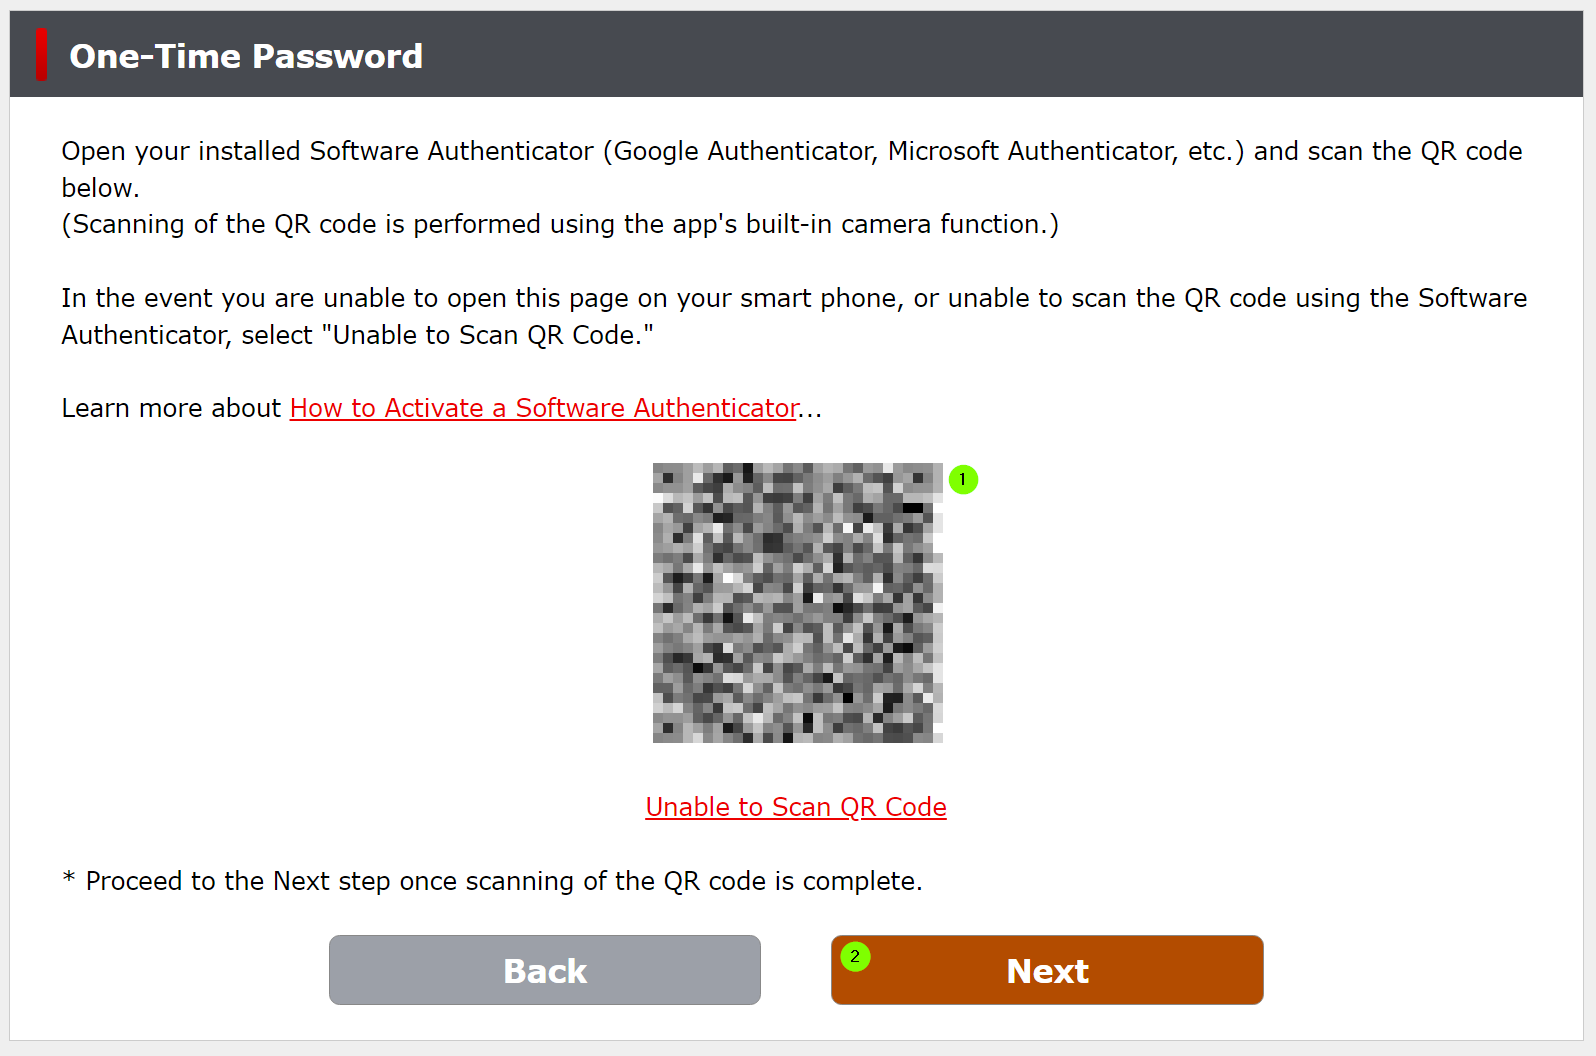 One-Time Password
Open your installed Software Authenticator (Google Authenticator, Microsoft Authenticator, etc.) and scan the QR code
below.
(Scanning of the QR code is performed using the app's built-in camera function.)
In the event you are unable to open this page on your smart phone, or unable to scan the QR code using the Software
Authenticator, select "Unable to Scan QR Code."
Learn more about How to Activate a Software Authenticator...
1
Unable to Scan QR Code
* Proceed to the Next step once scanning of the QR code is complete.
Back
2
Next